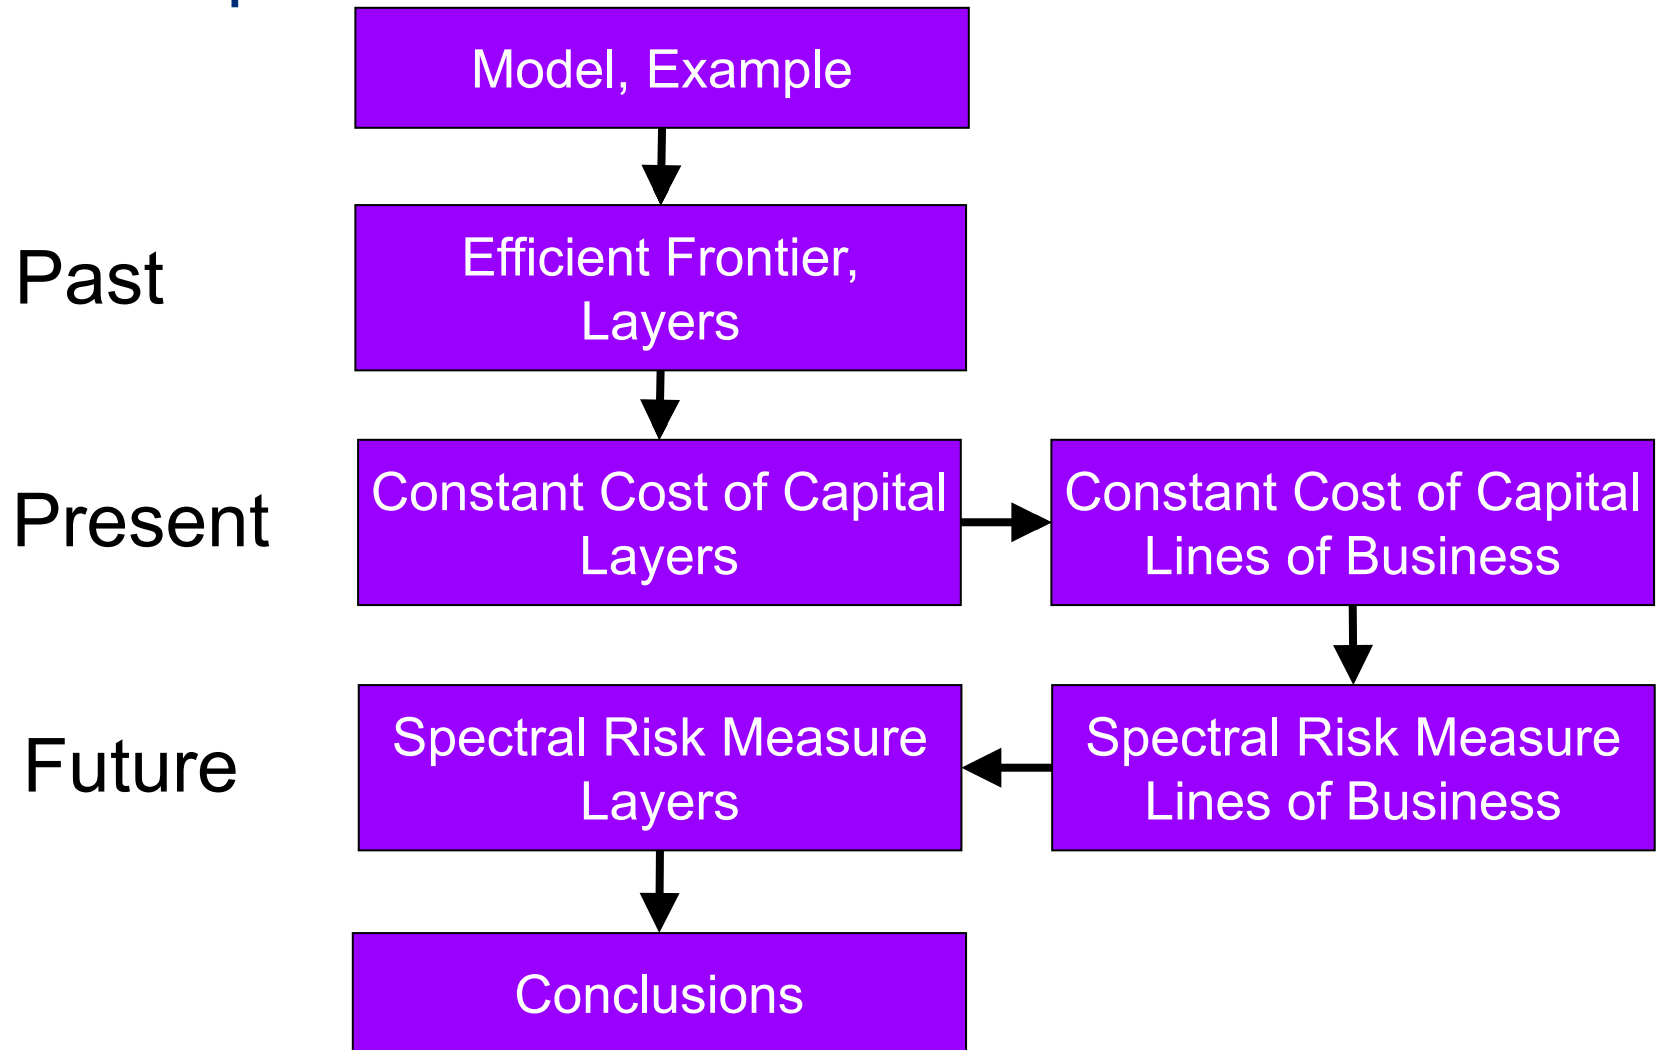 Model, Example
Past
Efficient Frontier,
Layers
Present
Constant Cost of Capital
Layers
Constant Cost of Capital
Lines of Business
Future
Spectral Risk Measure
Layers
Spectral Risk Measure
Lines of Business
Conclusions